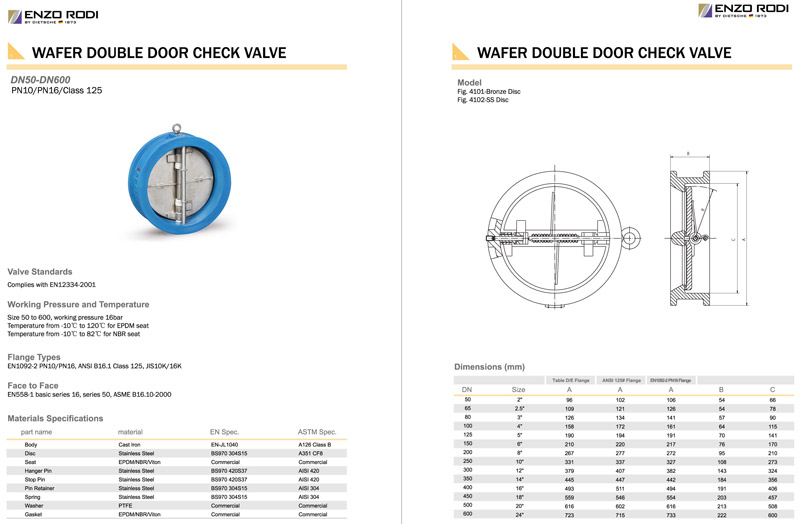 ENZO RODI
BY DIETSCHE 1873
WAFER DOUBLE DOOR CHECK VALVE
DN50-DN600
PN10/PN16/Class 125
Valve Standards
Complies with EN12334-2001
Working Pressure and Temperature
Size 50 to 600, working pressure 16bar
Temperature from -10℃ to 120℃ for EPDM seat
Temperature from -10℃ to 82℃ for NBR seat
Flange Types
EN1092-2 PN10/PN16, ANSI B16.1 Class 125, JIS10K/16K
Face to Face
EN558-1 basic series 16, series 50, ASME B16.10-2000
Materials Specifications
part name material EN Spec. ASTM Spec.
Body Cast Iron EN-JL1040 A126 Class B
Disc Stainless Steel BS970 304S15 A351 CF8
Seat EPDM/NBR/Viton Commercial Commercial
Hanger Pin Stainless Steel BS970 420S37 AISI 420
Stop Pin Stainless Steel BS970 420S37 AISI 420
Pin Retainer Stainless Steel BS970 304S15 AISI 304
Spring Stainless Steel BS970 304S15 AISI 304
Washer PTFE Commercial Commercial
Gasket EPDM/NBR/Viton Commercial Commercial
ENZO RODI
BY DIETSCHE 1873
WAFER DOUBLE DOOR CHECK VALVE
Model
Fig. 4101-Bronze Disc
Fig. 4102-SS Disc
B
R
C
A
Dimensions (mm)
Table D/E Flange ANSI 125# Flange EN1092-2 PN16 Flange
DN Size A A A B C
50 2" 96 102 106 54 66
65 2.5" 109 121 126 54 78
80 3" 126 134 141 57 90
100 4" 158 172 161 64 115
125 5" 190 194 191 70 141
150 6" 210 220 217 76 170
200 8" 267 277 272 95 210
250 10" 331 337 327 108 273
300 12" 379 407 382 143 324
350 14" 445 447 442 184 356
400 16" 493 511 494 191 406
450 18" 559 546 554 203 457
500 20" 616 602 616 213 508
600 24" 723 715 733 222 600